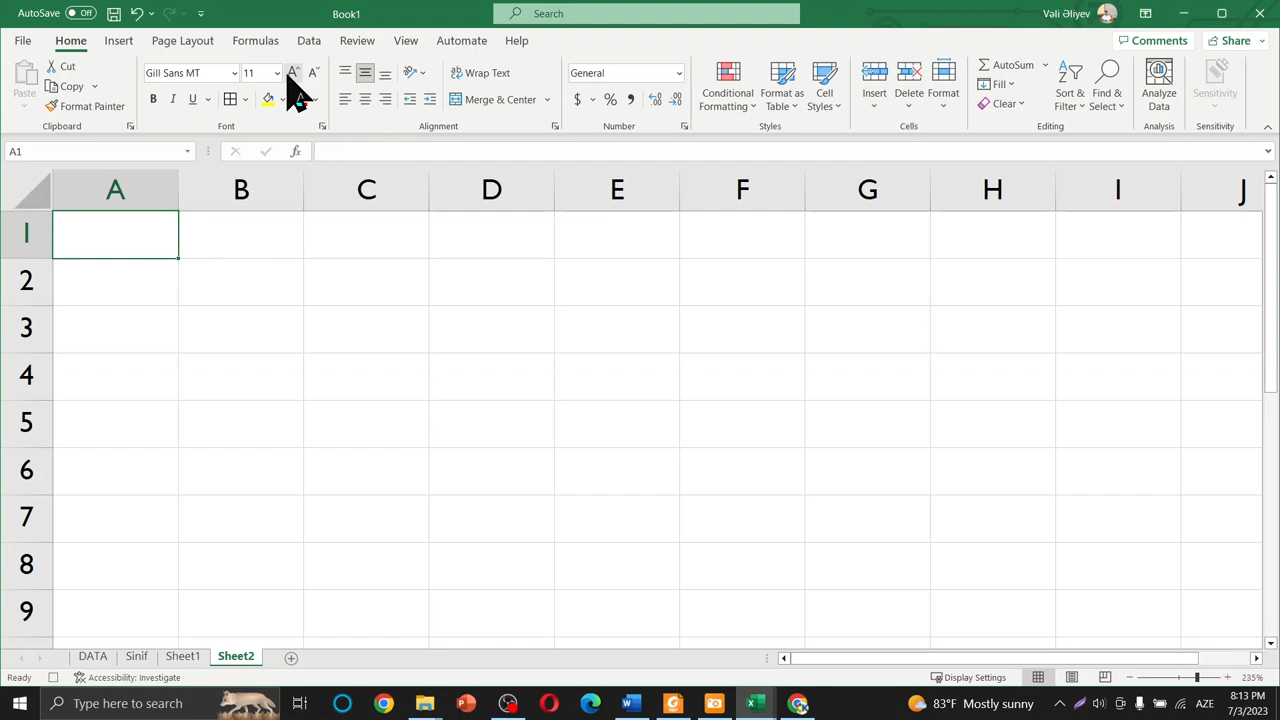 AutoSave Off Book1 Search Vəli Əliyev
File Home Insert Page Layout Formulas Data Review View Automate Help Comments Share
Paste Cut Copy Format Painter Clipboard
Gill Sans MT 11 B I U Font
Wrap Text Merge & Center Alignment
General $ % Number
Conditional Formatting Format as Table Cell Styles Styles
Insert Delete Format Cells
AutoSum Fill Clear Sort & Filter Find & Select Editing
Analyze Data Analysis
Sensitivity Sensitivity
A1 fx
A B C D E F G H I J
1
2
3
4
5
6
7
8
9
DATA Sinif Sheet1 Sheet2
Ready Accessibility: Investigate Display Settings 235%
Type here to search 83°F Mostly sunny AZE 8:13 PM
7/3/2023